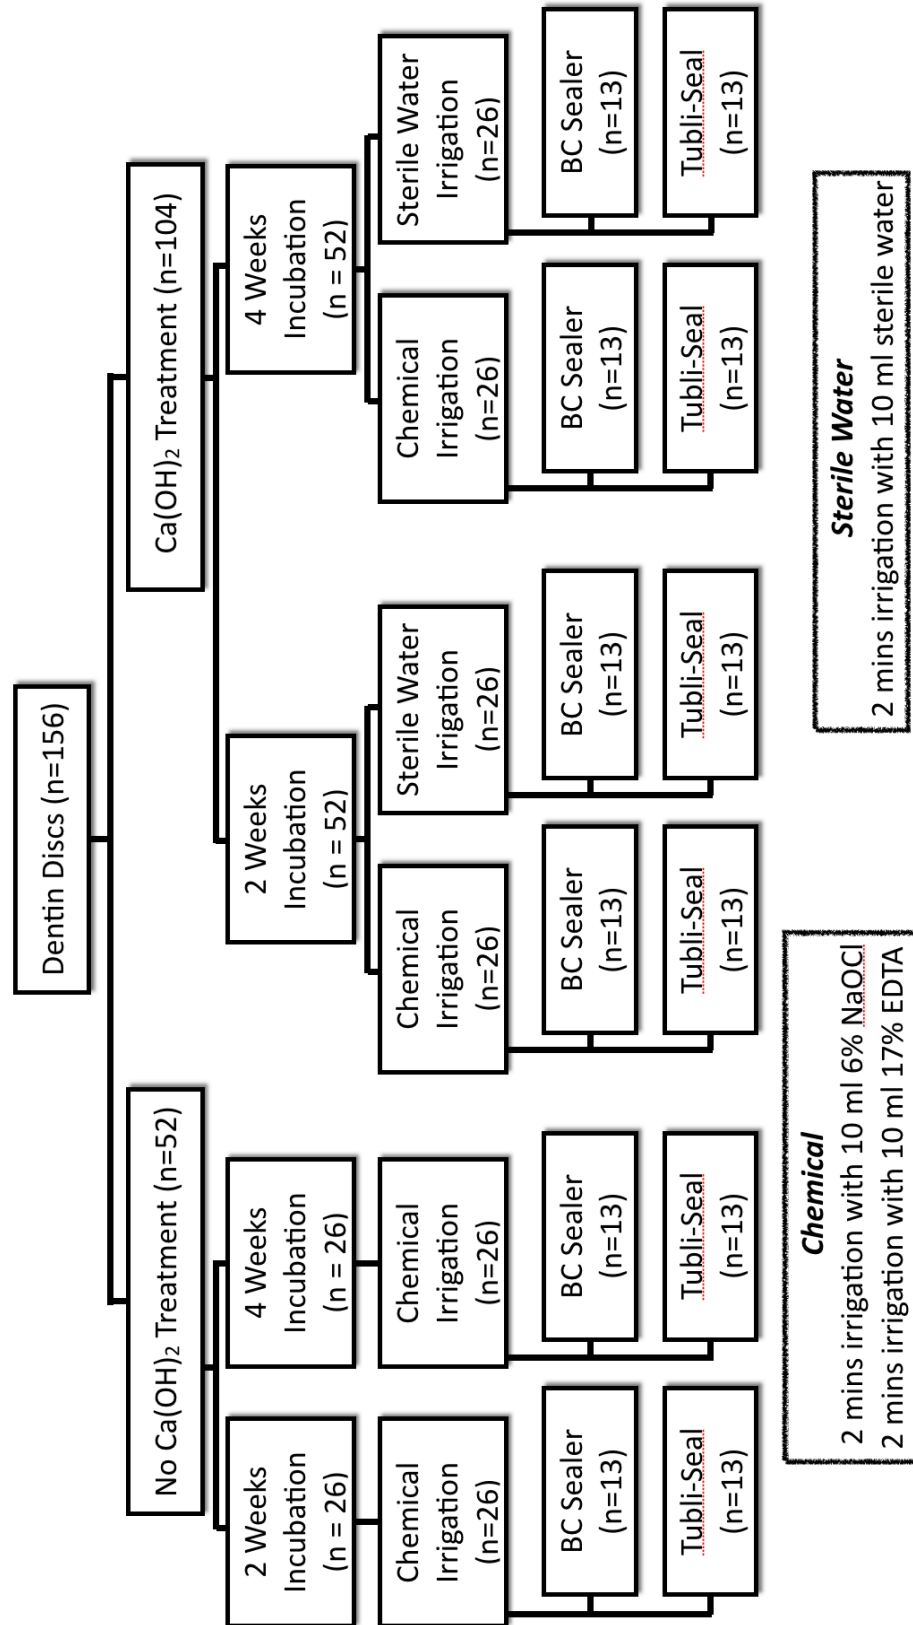 Dentin Discs (n=156)
No Ca(OH)₂ Treatment (n=52)
Ca(OH)₂ Treatment (n=104)
2 Weeks
Incubation
(n = 26)
4 Weeks
Incubation
(n = 26)
2 Weeks
Incubation
(n = 52)
4 Weeks
Incubation
(n = 52)
Chemical
Irrigation
(n=26)
Chemical
Irrigation
(n=26)
Chemical
Irrigation
(n=26)
Sterile Water
Irrigation
(n=26)
Chemical
Irrigation
(n=26)
Sterile Water
Irrigation
(n=26)
BC Sealer
(n=13)
BC Sealer
(n=13)
BC Sealer
(n=13)
BC Sealer
(n=13)
BC Sealer
(n=13)
BC Sealer
(n=13)
Tubli-Seal
(n=13)
Tubli-Seal
(n=13)
Tubli-Seal
(n=13)
Tubli-Seal
(n=13)
Tubli-Seal
(n=13)
Tubli-Seal
(n=13)
Chemical
2 mins irrigation with 10 ml 6% NaOCl
2 mins irrigation with 10 ml 17% EDTA
Sterile Water
2 mins irrigation with 10 ml sterile water